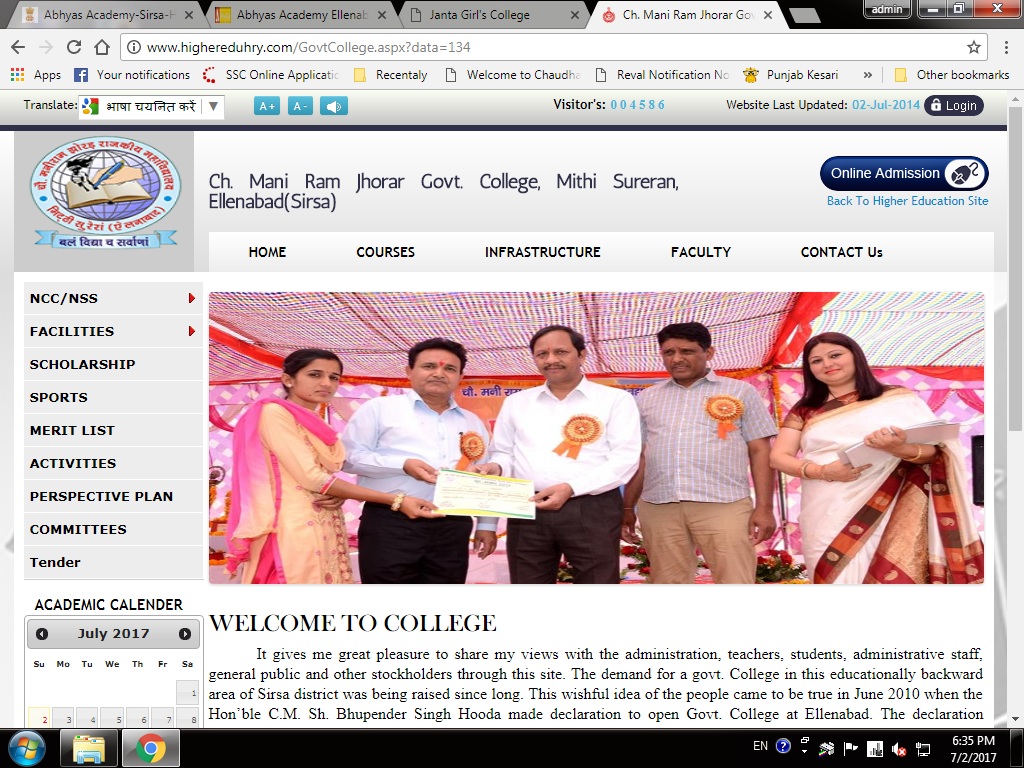 Abhyas Academy-Sirsa-H
Abhyas Academy Ellenab
Janta Girl's College
Ch. Mani Ram Jhorar Gov
admin
www.highereduhry.com/GovtCollege.aspx?data=134
Apps
Your notifications
SSC Online Applicatio
Recentaly
Welcome to Chaudha
Reval Notification No
Punjab Kesari
»
Other bookmarks
Translate:
भाषा चयनित करें
A +
A -
Visitor's: 0 0 4 5 8 6
Website Last Updated: 02-Jul-2014
Login
चौ. मनीराम झोरड़ राजकीय महाविद्यालय
मिट्ठी सुरेरां (ऐलनाबाद)
बलं विद्या च सर्वाणां
Ch. Mani Ram Jhorar Govt. College, Mithi Sureran,
Ellenabad(Sirsa)
Online Admission
Back To Higher Education Site
HOME
COURSES
INFRASTRUCTURE
FACULTY
CONTACT Us
NCC/NSS
FACILITIES
SCHOLARSHIP
SPORTS
MERIT LIST
ACTIVITIES
PERSPECTIVE PLAN
COMMITTEES
Tender
चौ. मनी
ACADEMIC CALENDER
July 2017
Su Mo Tu We Th Fr Sa
1
2 3 4 5 6 7 8
WELCOME TO COLLEGE
It gives me great pleasure to share my views with the administration, teachers, students, administrative staff,
general public and other stockholders through this site. The demand for a govt. College in this educationally backward
area of Sirsa district was being raised since long. This wishful idea of the people came to be true in June 2010 when the
Hon’ble C.M. Sh. Bhupender Singh Hooda made declaration to open Govt. College at Ellenabad. The declaration
EN
6:35 PM
7/2/2017